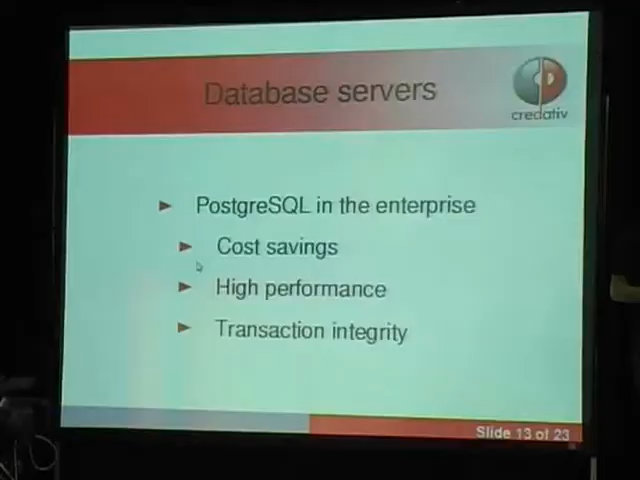 Database servers
credativ
PostgreSQL in the enterprise
Cost savings
High performance
Transaction integrity
Slide 13 of 23